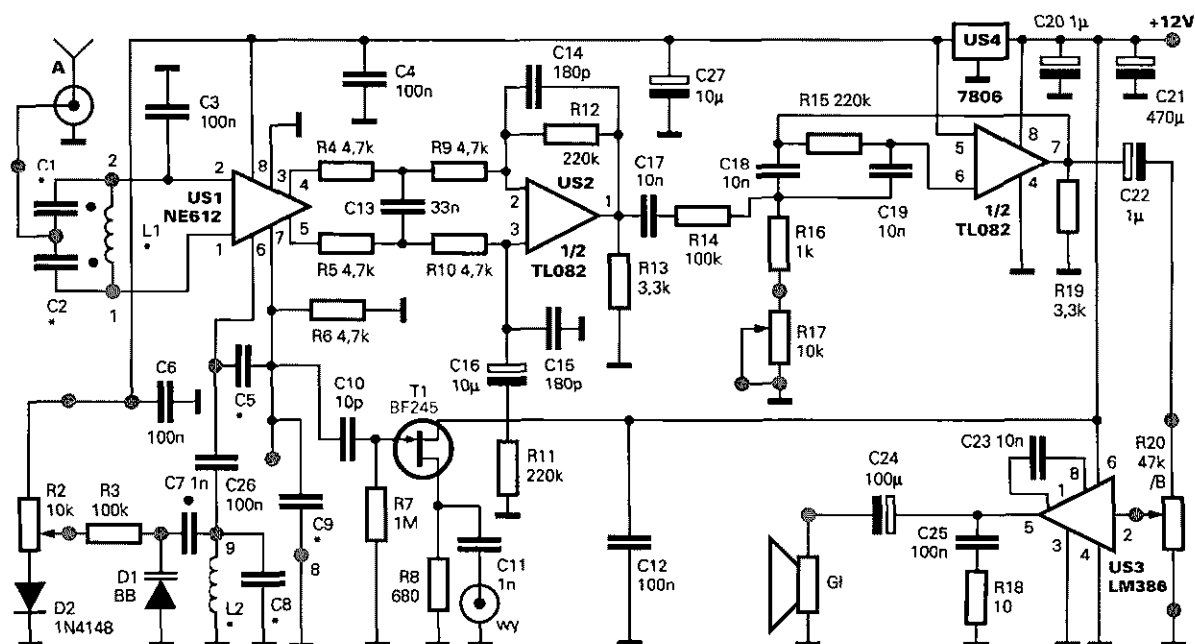 A
C1
*
C2
*
2
L1
*
1
C3
100n
2
1
US1
NE612
8
3
4
5
6
7
C4
100n
R4 4,7k
R5 4,7k
R6 4,7k
C13
33n
R9 4,7k
R10 4,7k
C14
180p
R12
220k
US2
2
3
1
1/2
TL082
C27
10µ
C17
10n
R14
100k
R13
3,3k
C16
10µ
C15
180p
R11
220k
R15 220k
C18
10n
C19
10n
R16
1k
R17
10k
US4
7806
C20 1µ
+12V
C21
470µ
5
6
8
7
4
1/2
TL082
R19
3,3k
C22
1µ
C6
100n
R2
10k
R3
100k
D2
1N4148
D1
BB
C7 1n
C5
*
C26
100n
9
L2
*
C8
*
C9
*
8
C10
10p
T1
BF245
R7
1M
R8
680
C11
1n
wy
C12
100n
Gł
C24
100µ
C25
100n
R18
10
C23 10n
1
8
6
5
3
4
2
US3
LM386
R20
47k
/B